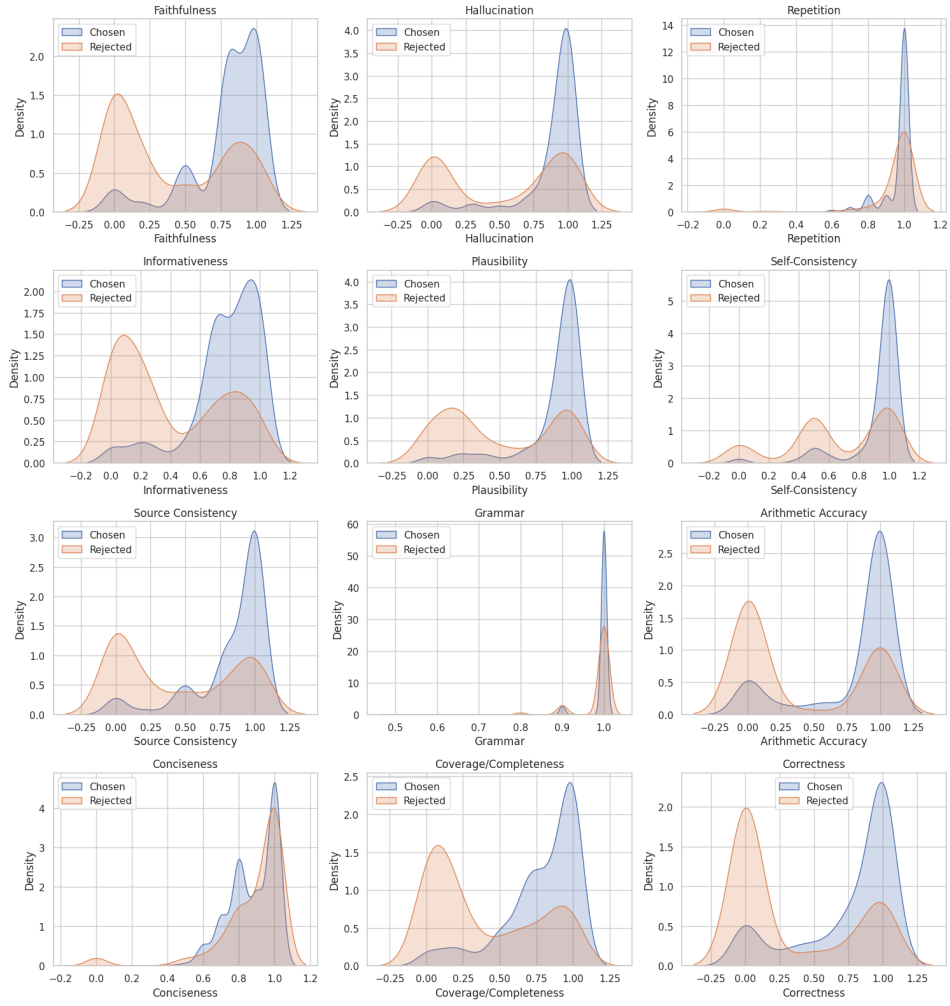 Faithfulness
Chosen
Rejected
Density
2.0
1.5
1.0
0.5
0.0
−0.25 0.00 0.25 0.50 0.75 1.00 1.25
Faithfulness
Hallucination
Chosen
Rejected
Density
4.0
3.5
3.0
2.5
2.0
1.5
1.0
0.5
0.0
−0.25 0.00 0.25 0.50 0.75 1.00 1.25
Hallucination
Repetition
Chosen
Rejected
Density
14
12
10
8
6
4
2
0
−0.2 0.0 0.2 0.4 0.6 0.8 1.0 1.2
Repetition
Informativeness
Chosen
Rejected
Density
2.00
1.75
1.50
1.25
1.00
0.75
0.50
0.25
0.00
−0.2 0.0 0.2 0.4 0.6 0.8 1.0 1.2
Informativeness
Plausibility
Chosen
Rejected
Density
4.0
3.5
3.0
2.5
2.0
1.5
1.0
0.5
0.0
−0.25 0.00 0.25 0.50 0.75 1.00 1.25
Plausibility
Self-Consistency
Chosen
Rejected
Density
5
4
3
2
1
0
−0.2 0.0 0.2 0.4 0.6 0.8 1.0 1.2
Self-Consistency
Source Consistency
Chosen
Rejected
Density
3.0
2.5
2.0
1.5
1.0
0.5
0.0
−0.25 0.00 0.25 0.50 0.75 1.00 1.25
Source Consistency
Grammar
Chosen
Rejected
Density
60
50
40
30
20
10
0
0.5 0.6 0.7 0.8 0.9 1.0
Grammar
Arithmetic Accuracy
Chosen
Rejected
Density
2.5
2.0
1.5
1.0
0.5
0.0
−0.25 0.00 0.25 0.50 0.75 1.00 1.25
Arithmetic Accuracy
Conciseness
Chosen
Rejected
Density
4
3
2
1
0
−0.2 0.0 0.2 0.4 0.6 0.8 1.0 1.2
Conciseness
Coverage/Completeness
Chosen
Rejected
Density
2.5
2.0
1.5
1.0
0.5
0.0
−0.25 0.00 0.25 0.50 0.75 1.00 1.25
Coverage/Completeness
Correctness
Chosen
Rejected
Density
2.0
1.5
1.0
0.5
0.0
−0.25 0.00 0.25 0.50 0.75 1.00 1.25
Correctness